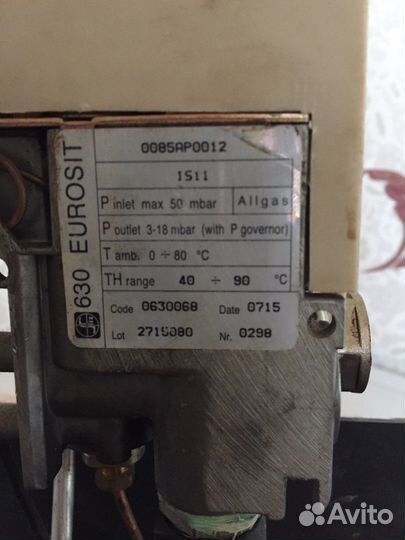 630 EUROSIT
0085AP0012
1511
P inlet max 50 mbar Allgas
P outlet 3-18 mbar (with P governor)
T amb. 0 ÷ 80 °C
TH range 40 ÷ 90 °C
Code 0630068 Date 0715
Lot 2715080 Nr. 0298
Avito